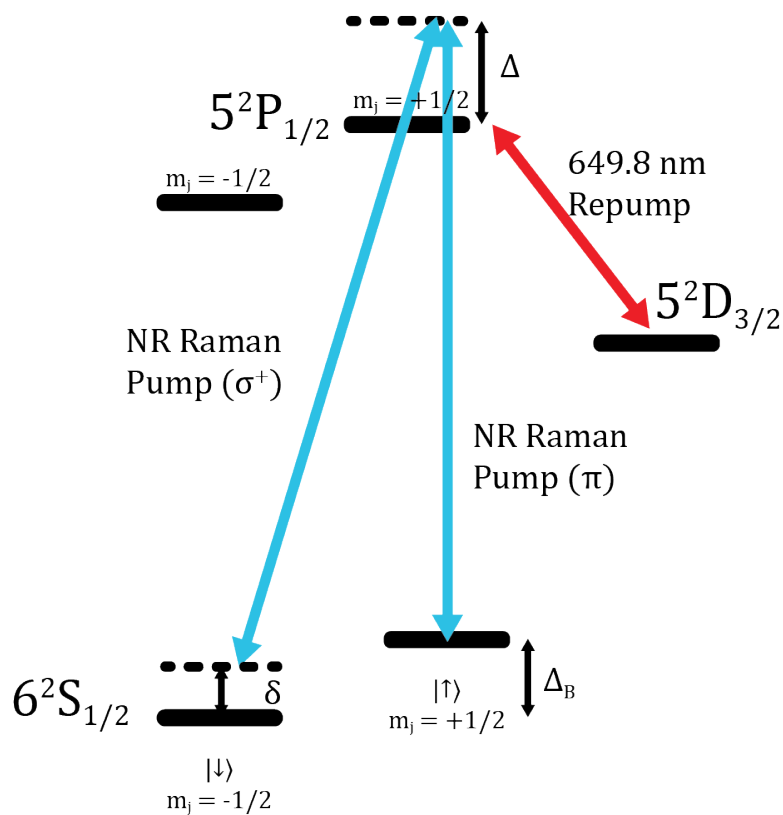 Δ
5²P₁/₂
mⱼ = +1/2
mⱼ = -1/2
649.8 nm
Repump
5²D₃/₂
NR Raman
Pump (σ⁺)
NR Raman
Pump (π)
6²S₁/₂
δ
|↑⟩
mⱼ = +1/2
Δ_B
|↓⟩
mⱼ = -1/2